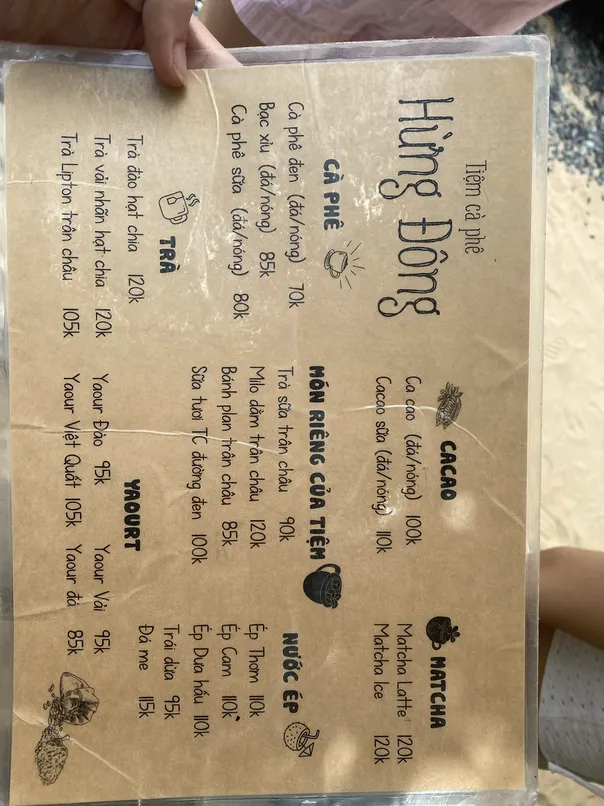 Tiệm cà phê
Hừng Đông
CÀ PHÊ
Cà phê đen (đá/nóng) 70k
Bạc xỉu (đá/nóng) 85k
Cà phê sữa (đá/nóng) 80k
TRÀ
Trà đào hạt chia 120k
Trà vải nhãn hạt chia 120k
Trà Lipton trân châu 105k
CACAO
Ca cao (đá/nóng) 100k
Cacao sữa (đá/nóng) 110k
MÓN RIÊNG CỦA TIỆM
Trà sữa trân châu 90k
Milo dầm trân châu 120k
Bánh plan trân châu 85k
Sữa tươi TC đường đen 100k
YAOURT
Yaour Đào 95k
Yaour Việt Quất 105k
Yaour Vải 95k
Yaour đá 85k
MATCHA
Matcha Latte 120k
Matcha Ice 120k
NƯỚC ÉP
Ép Thơm 110k
Ép Cam 110k
Ép Dưa hấu 110k
Trái dừa 95k
Đá me 115k